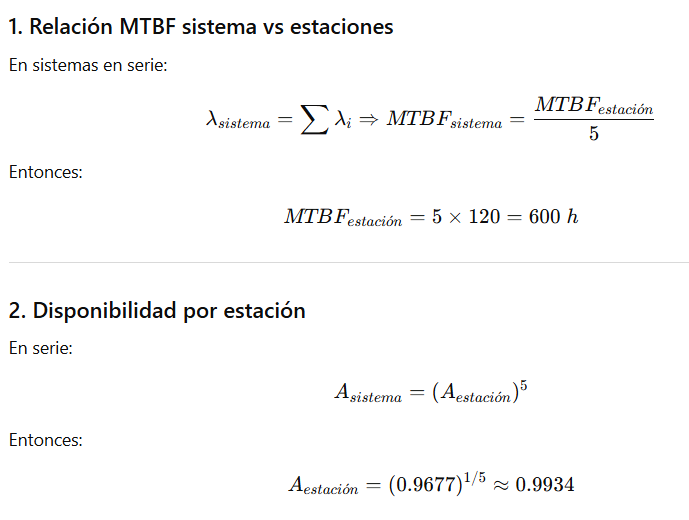 1. Relación MTBF sistema vs estaciones
En sistemas en serie:
λ_sistema = ∑ λ_i ⇒ MTBF_sistema = MTBF_estación / 5
Entonces:
MTBF_estación = 5 × 120 = 600 h
2. Disponibilidad por estación
En serie:
A_sistema = (A_estación)^5
Entonces:
A_estación = (0.9677)^1/5 ≈ 0.9934